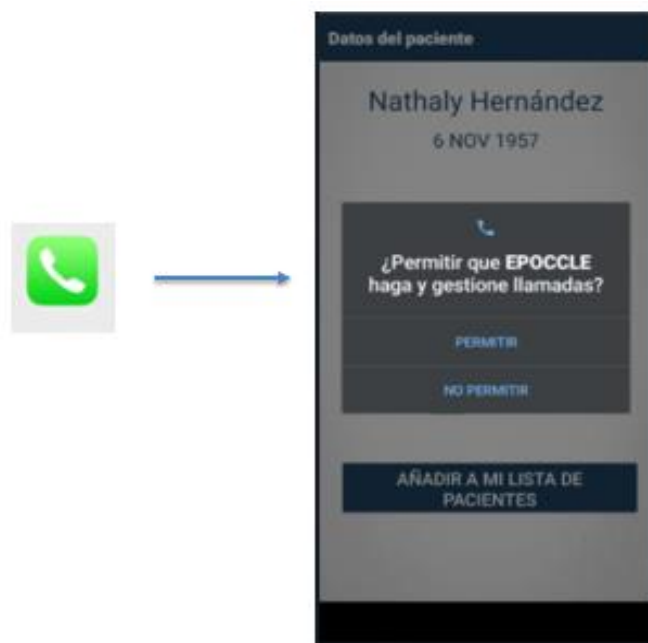 Datos del paciente
Nathaly Hernández
6 NOV 1957
¿Permitir que EPOCCLE
haga y gestione llamadas?
PERMITIR
NO PERMITIR
AÑADIR A MI LISTA DE
PACIENTES